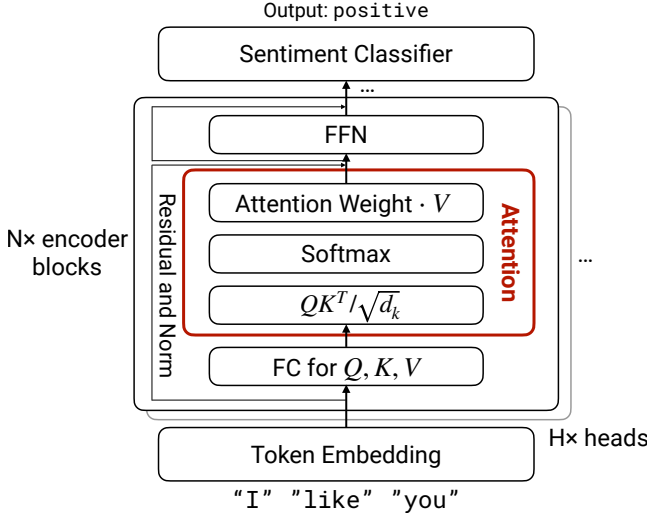 Output: positive
Sentiment Classifier
...
FFN
Attention Weight · V
Softmax
QK^T/√d_k
Attention
Residual and Norm
N× encoder
blocks
...
FC for Q, K, V
H× heads
Token Embedding
“I” ”like” ”you”